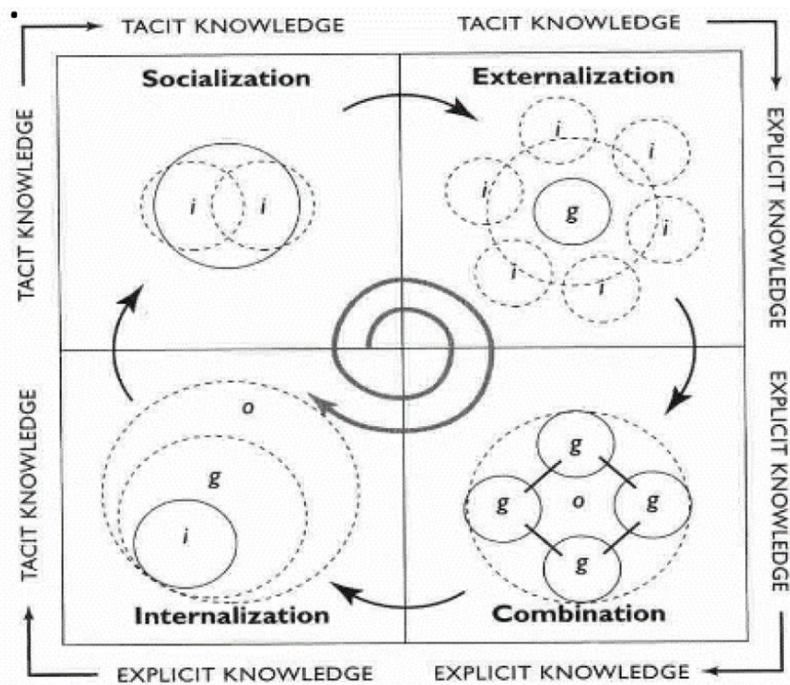 TACIT KNOWLEDGE
TACIT KNOWLEDGE
TACIT KNOWLEDGE
EXPLICIT KNOWLEDGE
Socialization
i
i
Externalization
i
i
i
g
i
i
i
TACIT KNOWLEDGE
EXPLICIT KNOWLEDGE
o
g
i
Internalization
g
g
o
g
g
Combination
EXPLICIT KNOWLEDGE
EXPLICIT KNOWLEDGE